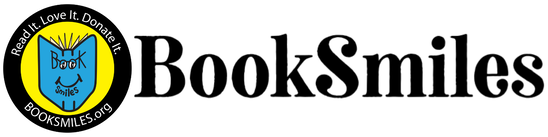 Read It. Love It. Donate It.
BooK
Smiles
BOOKSMILES.org
BookSmiles